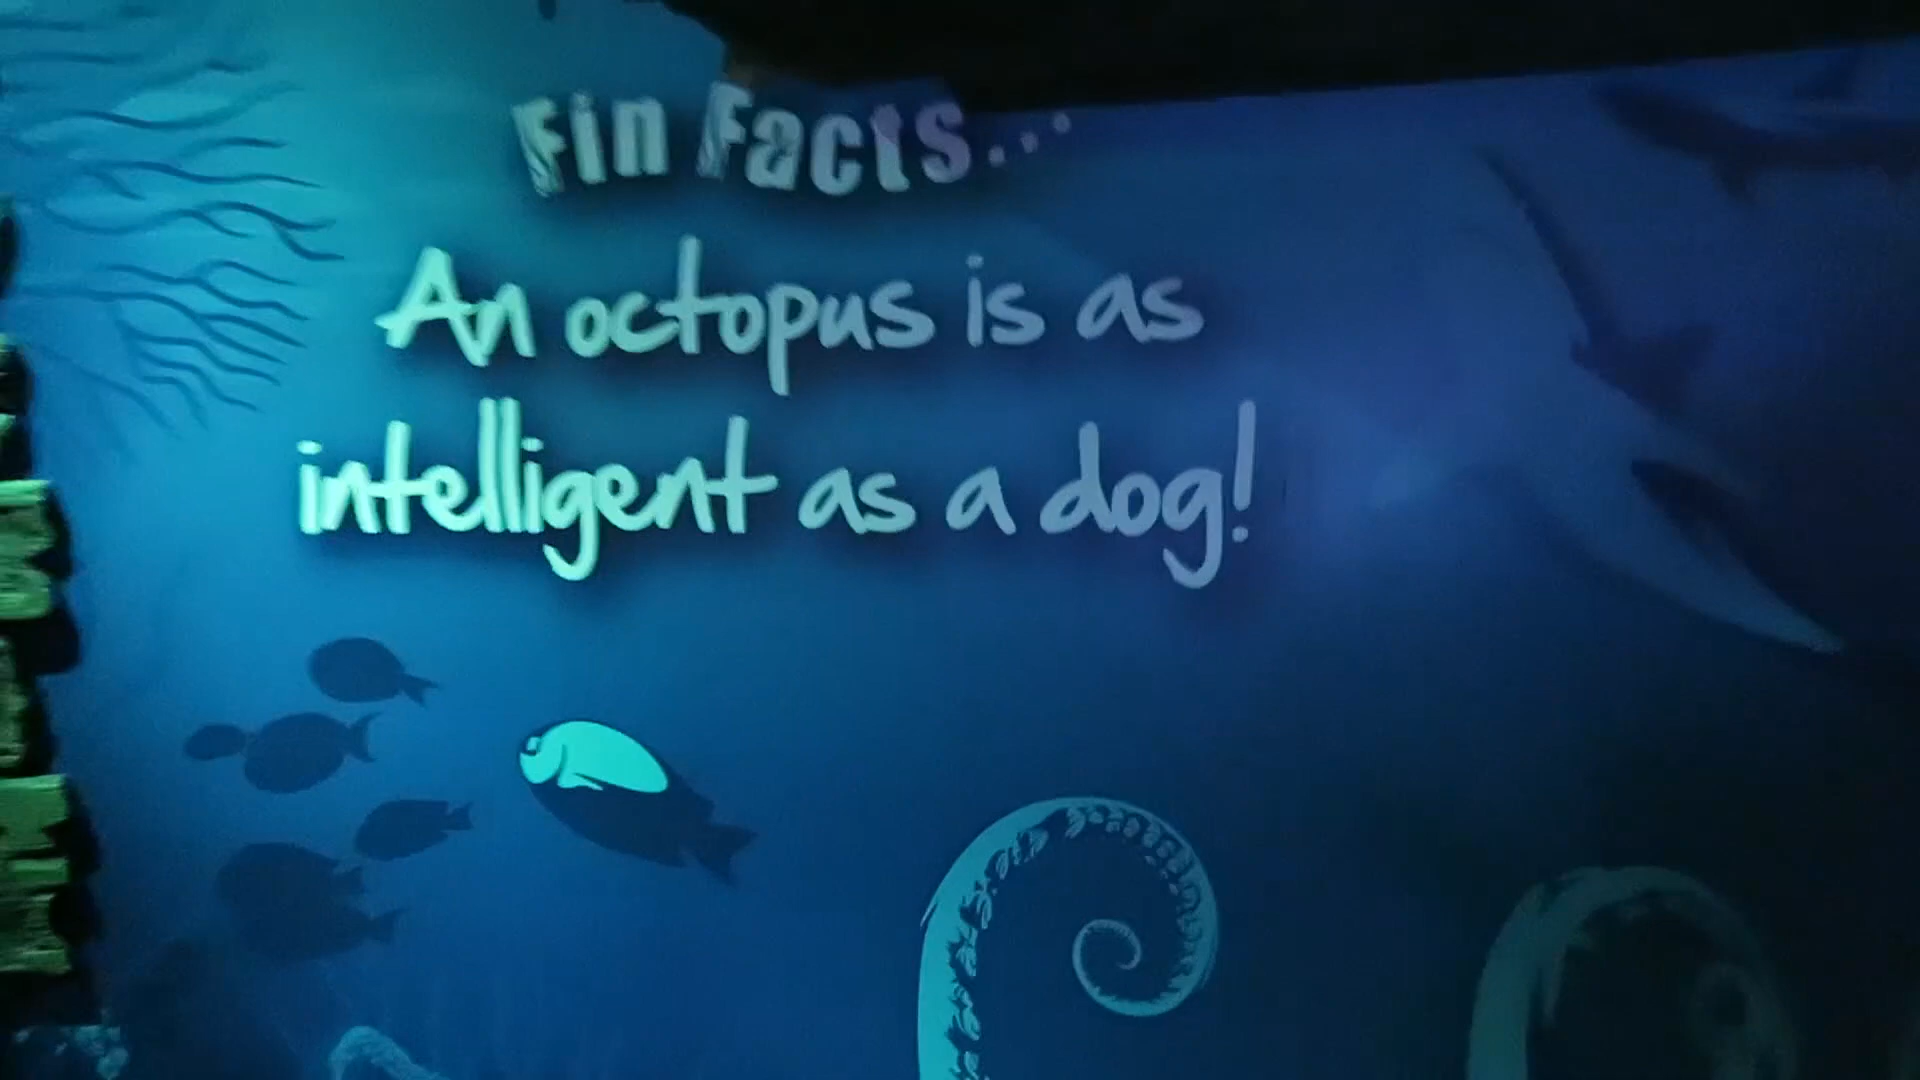 Fin Facts...
An octopus is as
intelligent as a dog!